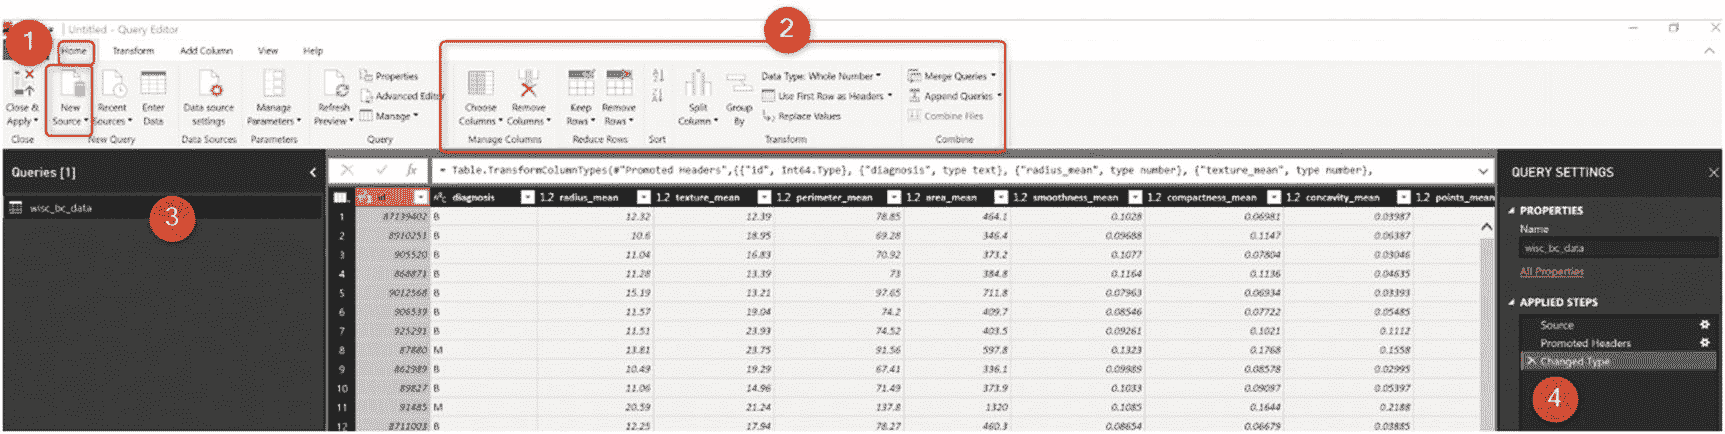 1
2
Untitled - Query Editor
Home Transform Add Column View Help
Close & Apply
New Source
Recent Sources
Enter Data
Data source settings
Manage Parameters
Refresh Preview
Properties
Advanced Editor
Manage
Choose Columns
Remove Columns
Keep Rows
Remove Rows
Split Column
Group By
Data Type: Whole Number
Use First Row as Headers
Replace Values
Merge Queries
Append Queries
Combine Files
Close New Query Data Sources Parameters Query Manage Columns Reduce Rows Sort Transform Combine
Queries [1]
wisc_bc_data
3
fx = Table.TransformColumnTypes(#"Promoted Headers",{{"id", Int64.Type}, {"diagnosis", type text}, {"radius_mean", type number}, {"texture_mean", type number},
diagnosis 1.2 radius_mean 1.2 texture_mean 1.2 perimeter_mean 1.2 area_mean 1.2 smoothness_mean 1.2 compactness_mean 1.2 concavity_mean 1.2 points_mean
1 87139402 B 12.32 12.39 78.85 464.1 0.1028 0.06981 0.03987
2 8910251 B 10.6 18.95 69.28 346.4 0.09688 0.1147 0.06387
3 905520 B 11.04 16.83 70.92 373.2 0.1077 0.07804 0.03046
4 868871 B 11.28 13.39 73 384.8 0.1164 0.1136 0.04635
5 9012568 B 15.19 13.21 97.65 711.8 0.07963 0.06934 0.03393
6 906539 B 11.57 19.04 74.2 409.7 0.08546 0.07722 0.05485
7 925291 B 11.51 23.93 74.52 403.5 0.09261 0.1021 0.1112
8 87880 M 13.81 23.75 91.56 597.8 0.1323 0.1768 0.1558
9 862989 B 10.49 19.29 67.41 336.1 0.09989 0.08578 0.02995
10 89827 B 11.06 14.96 71.49 373.9 0.1033 0.09097 0.05397
11 91485 M 20.59 21.24 137.8 1320 0.1085 0.1644 0.2188
12 8711003 B 12.25 17.94 78.27 460.3 0.08654 0.06679 0.03885
QUERY SETTINGS
PROPERTIES
Name
wisc_bc_data
All Properties
APPLIED STEPS
Source
Promoted Headers
Changed Type
4